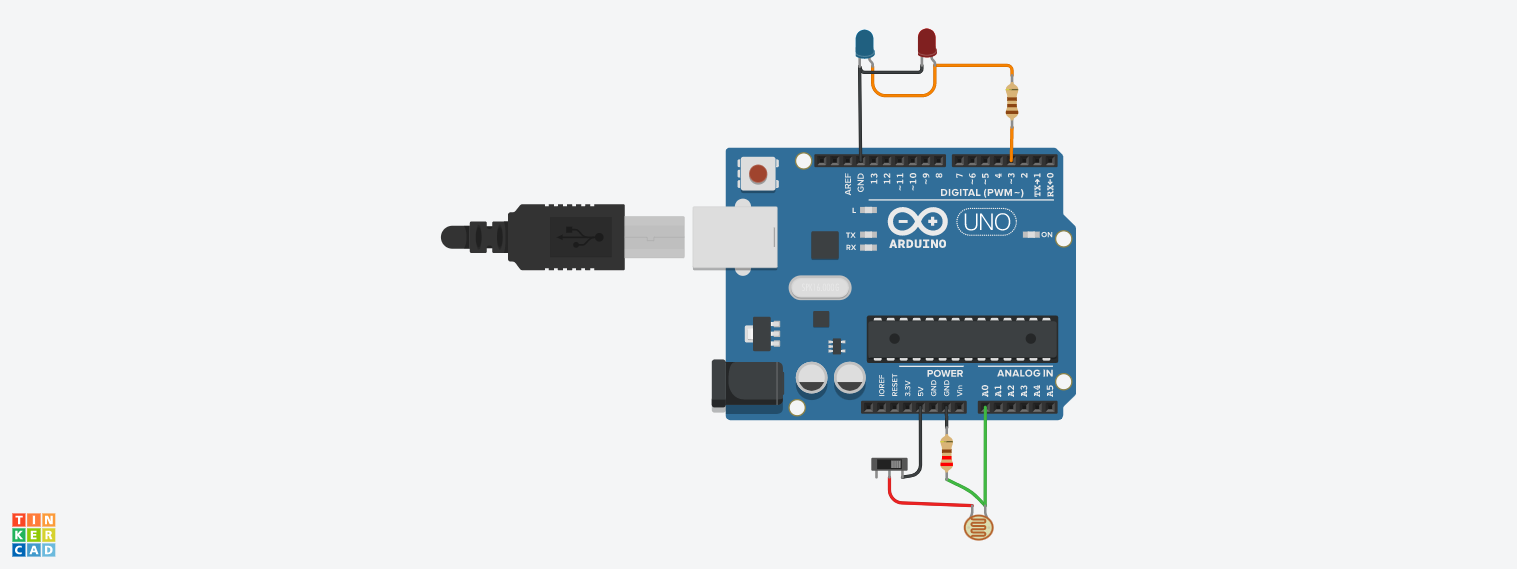 AREF
GND
13
12
~11
~10
~9
8
7
~6
~5
4
~3
2
TX→1
RX←0
DIGITAL (PWM~)
L
TX
RX
ARDUINO
UNO
ON
POWER
ANALOG IN
IOREF
RESET
3.3V
5V
GND
GND
Vin
A0
A1
A2
A3
A4
A5
TIN
KER
CAD